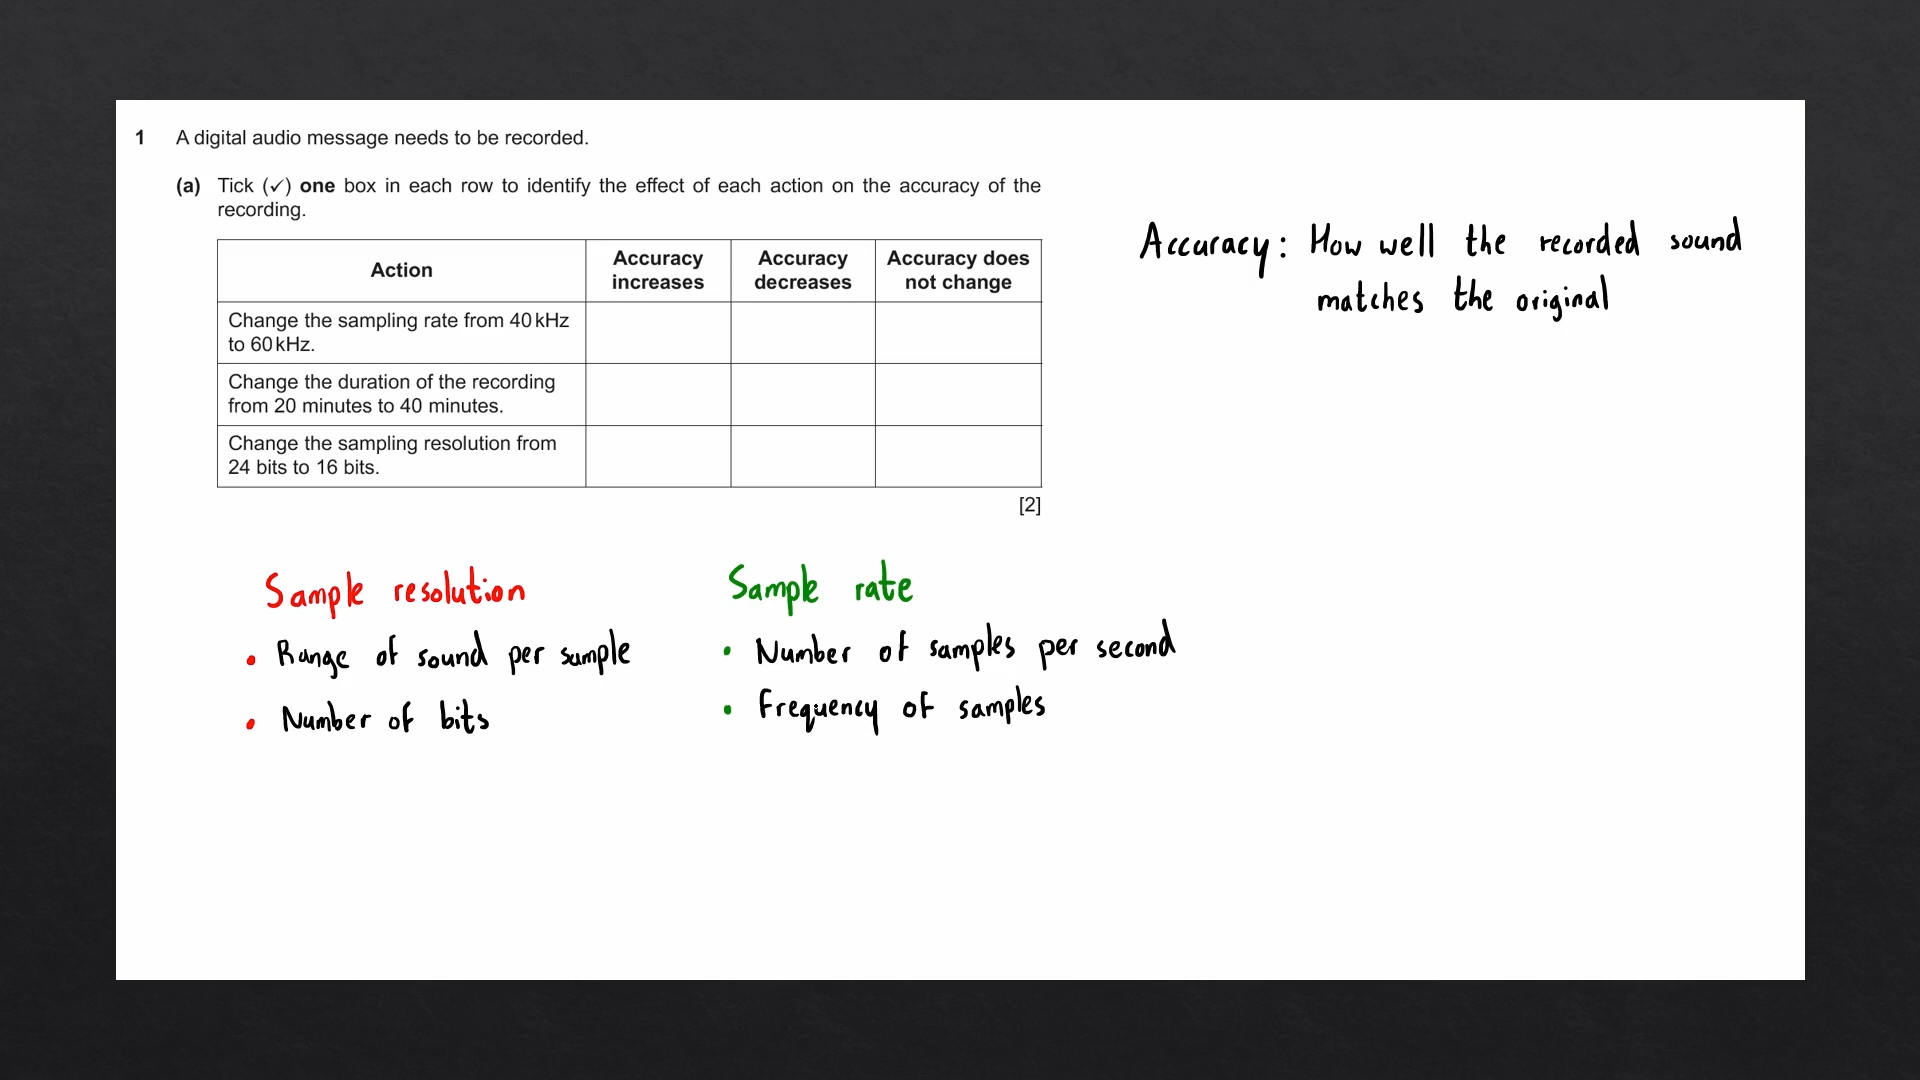 1 A digital audio message needs to be recorded.
(a) Tick (✓) one box in each row to identify the effect of each action on the accuracy of the
recording.
Action
Accuracy
increases
Accuracy
decreases
Accuracy does
not change
Change the sampling rate from 40 kHz
to 60 kHz.
Change the duration of the recording
from 20 minutes to 40 minutes.
Change the sampling resolution from
24 bits to 16 bits.
[2]
Accuracy: How well the recorded sound
matches the original
Sample resolution
• Range of sound per sample
• Number of bits
Sample rate
• Number of samples per second
• Frequency of samples